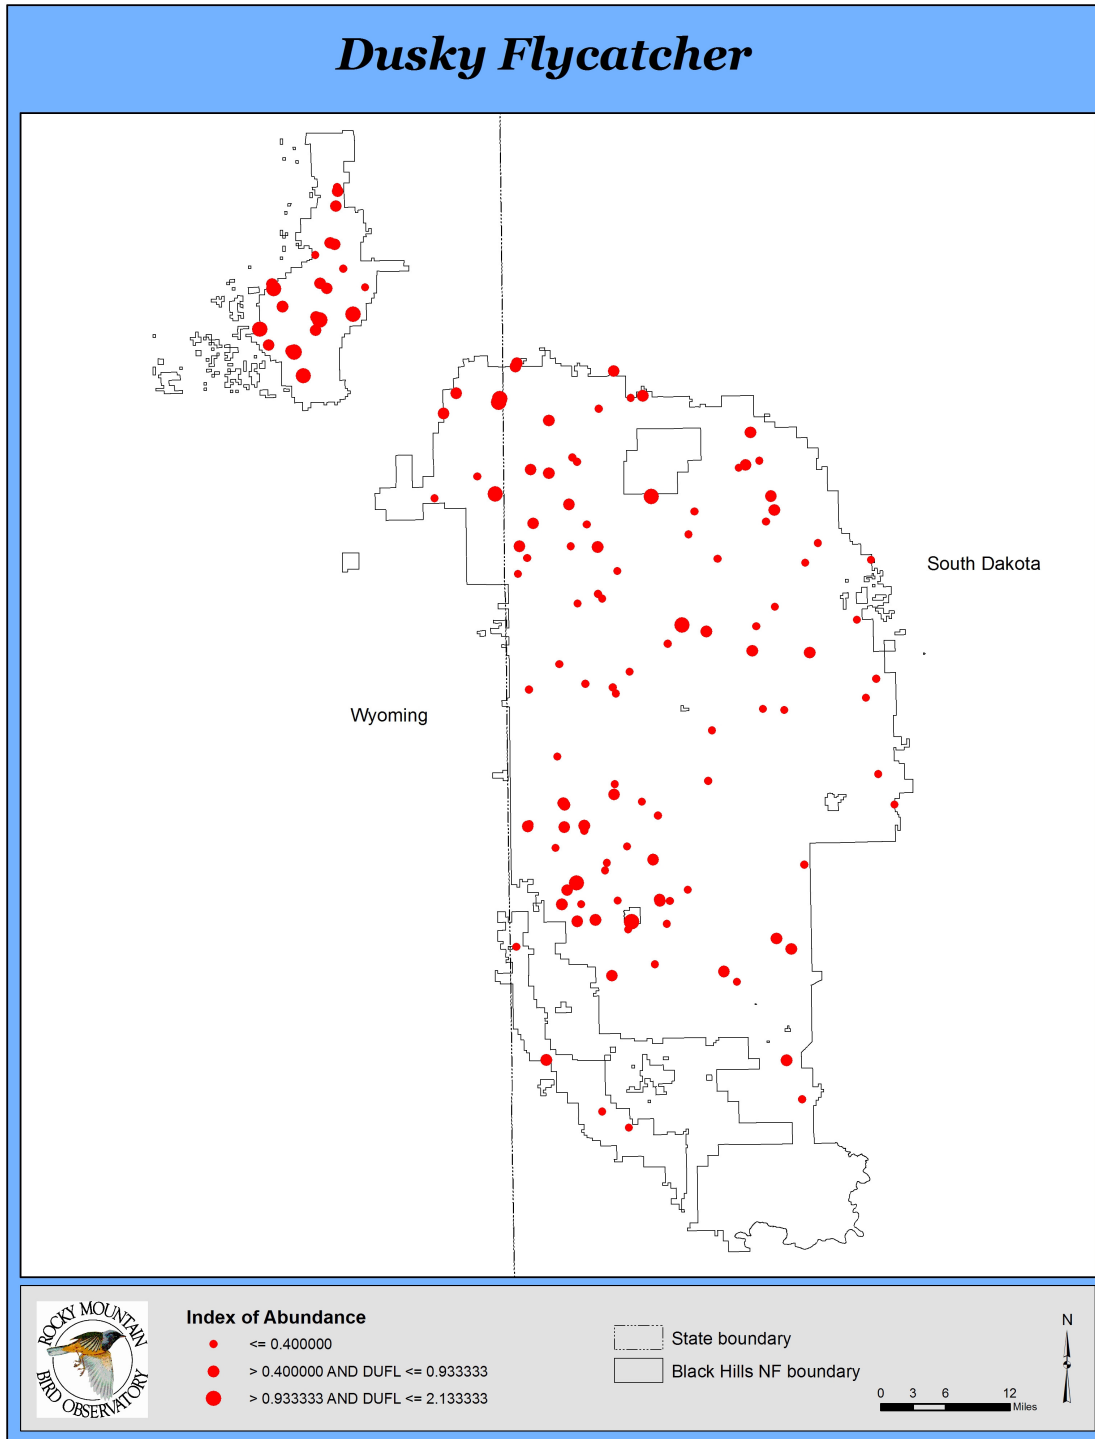 Dusky Flycatcher
South Dakota
Wyoming
ROCKY MOUNTAIN
BIRD OBSERVATORY
Index of Abundance
<= 0.400000
> 0.400000 AND DUFL <= 0.933333
> 0.933333 AND DUFL <= 2.133333
State boundary
Black Hills NF boundary
N
0 3 6 12
Miles